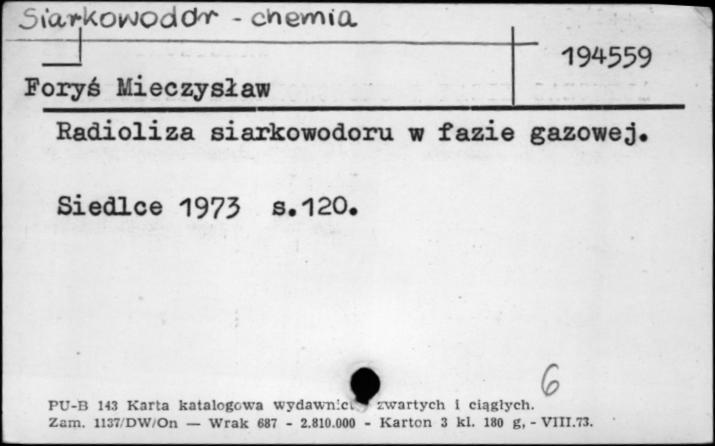 Siarkowodór - chemia
194559
Foryś Mieczysław
Radioliza siarkowodoru w fazie gazowej.
Siedlce 1973 s.120.
6
PU-B 143 Karta katalogowa wydawnict zwartych i ciągłych.
Zam. 1137/DW/On — Wrak 687 - 2.810.000 - Karton 3 kl. 180 g, - VIII.73.